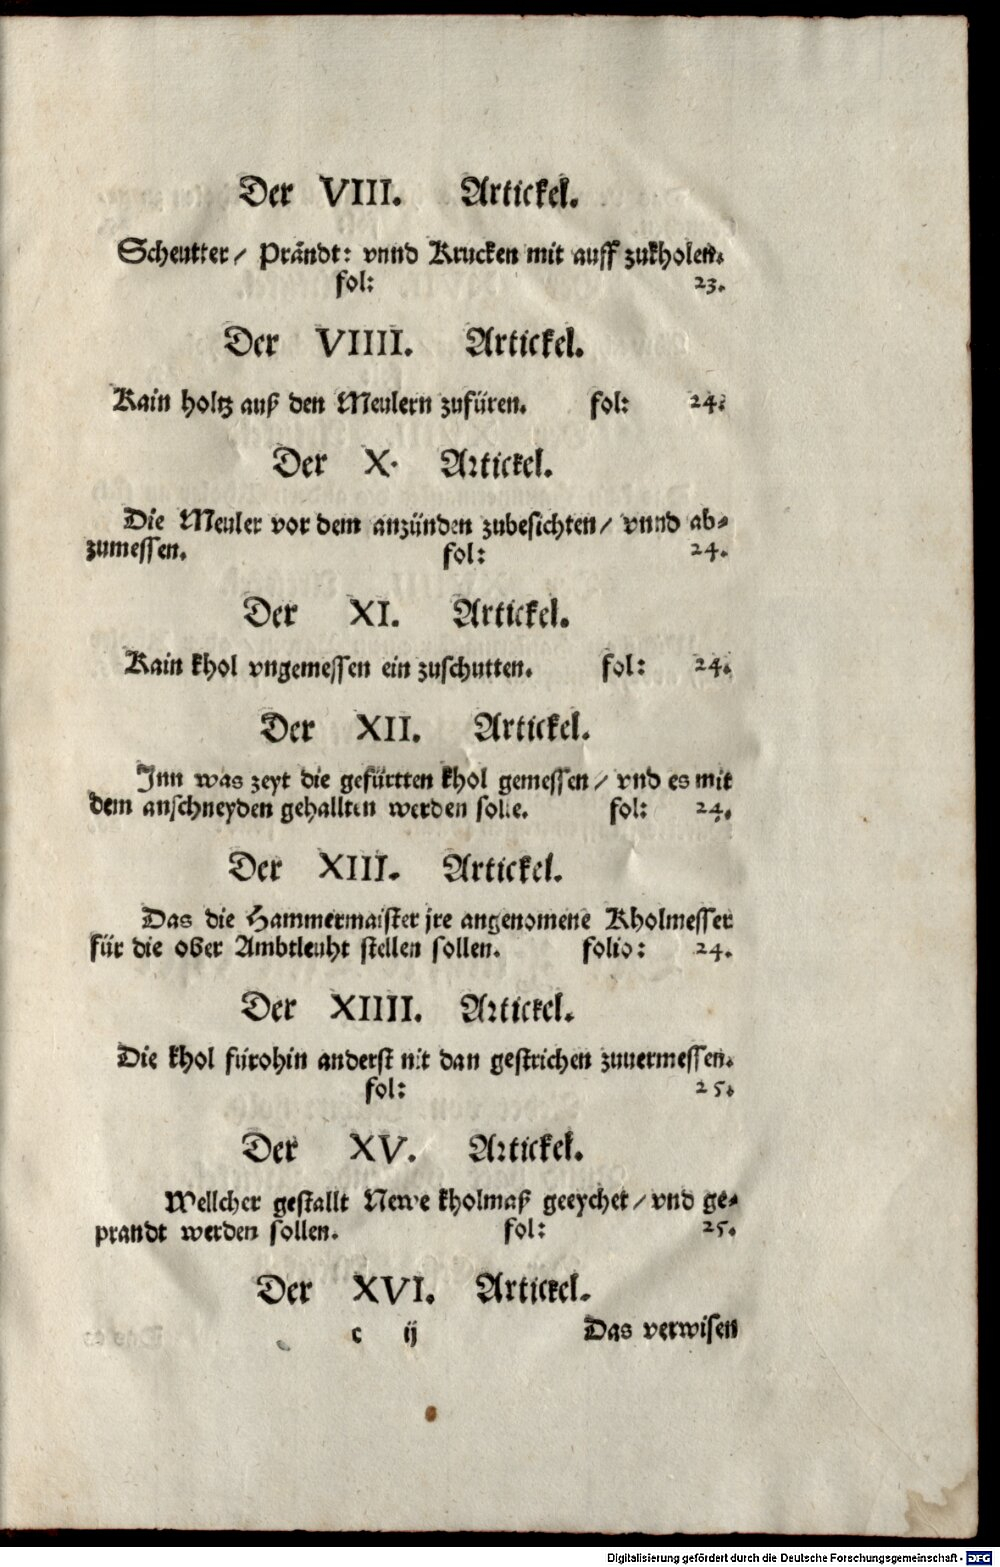 Der VIII. Artickel.
Scheutter/ Prändt: vnnd Krucken mit auff zukholen.
fol: 23.
Der VIIII. Artickel.
Kain holtz auß den Meulern zufüren. fol: 24.
Der X. Artickel.
Die Meuler vor dem anzünden zubesichten/ vnnd ab-
zumessen. fol: 24.
Der XI. Artickel.
Kain khol vngemessen ein zuschutten. fol: 24.
Der XII. Artickel.
Inn was zeyt die gefürtten khol gemessen/ vnd es mit
dem anschneyden gehallten werden solle. fol: 24.
Der XIII. Artickel.
Das die Hammermaister jre angenomene Kholmesser
für die ober Ambtleuht stellen sollen. folio: 24.
Der XIIII. Artickel.
Die khol fürohin anderst nit dan gestrichen zuuermessen.
fol: 25.
Der XV. Artickel.
Wellcher gestallt Newe kholmaß geeychet/ vnd ge-
prandt werden sollen. fol: 25.
Der XVI. Artickel.
c ij Das verwisen
Digitalisierung gefördert durch die Deutsche Forschungsgemeinschaft - DFG